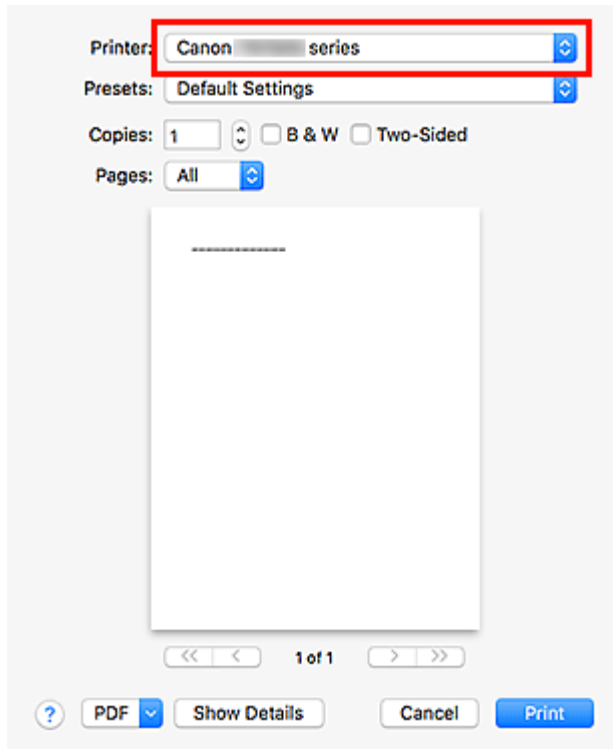 Printer: Canon series
Presets: Default Settings
Copies: 1 B & W Two-Sided
Pages: All
-------------
<< < 1 of 1 > >>
? PDF Show Details Cancel Print